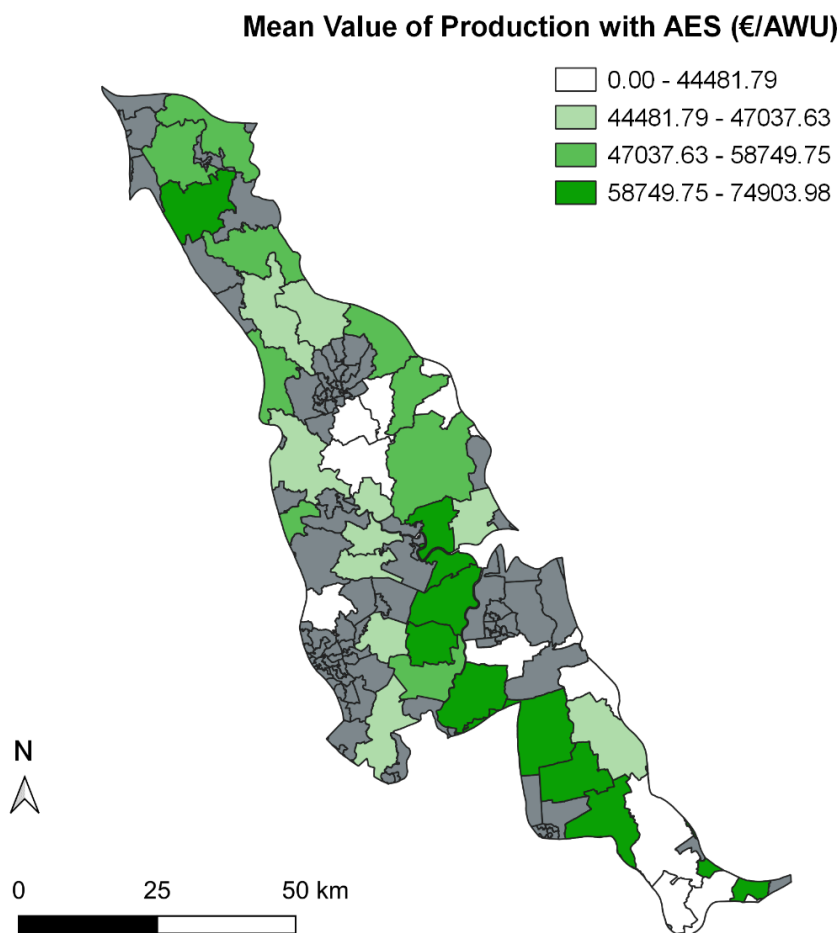 Mean Value of Production with AES (€/AWU)
0.00 - 44481.79
44481.79 - 47037.63
47037.63 - 58749.75
58749.75 - 74903.98
N
0 25 50 km